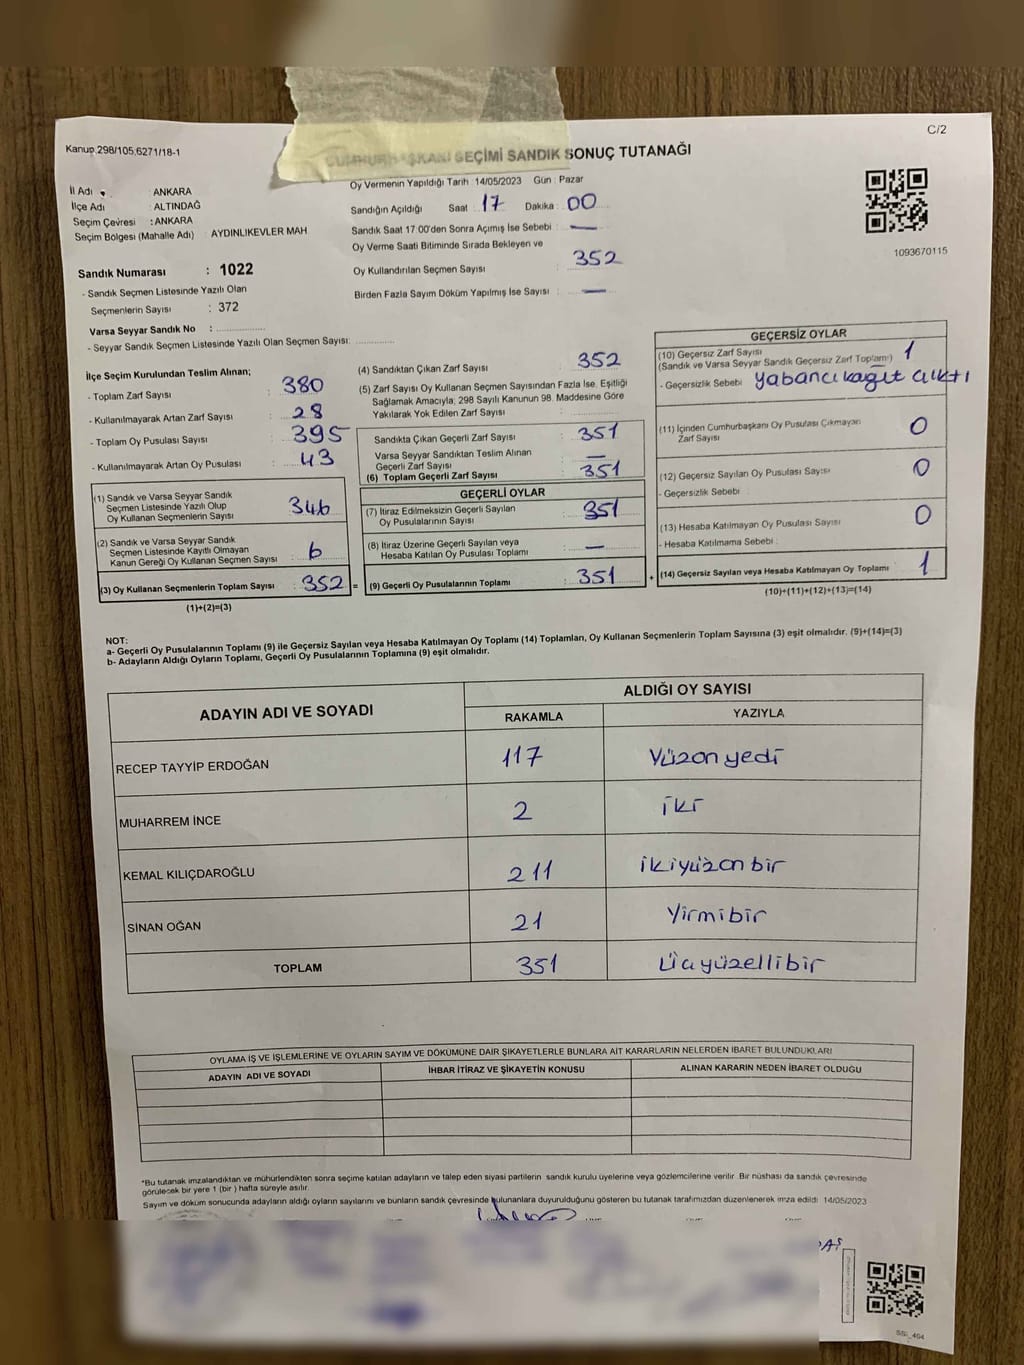 C/2
Kanun,298/105,6271/18-1
CUMHURBAŞKANI SEÇİMİ SANDIK SONUÇ TUTANAĞI
İl Adı : ANKARA
İlçe Adı : ALTINDAĞ
Seçim Çevresi : ANKARA
Seçim Bölgesi (Mahalle Adı) AYDINLIKEVLER MAH
Sandık Numarası : 1022
- Sandık Seçmen Listesinde Yazılı Olan
Seçmenlerin Sayısı : 372
Varsa Seyyar Sandık No :
- Seyyar Sandık Seçmen Listesinde Yazılı Olan Seçmen Sayısı:
Oy Vermenin Yapıldığı Tarih : 14/05/2023 Gün : Pazar
Sandığın Açıldığı Saat 17 Dakika : 00
Sandık Saat 17:00'den Sonra Açımış İse Sebebi : —
Oy Verme Saati Bitiminde Sırada Bekleyen ve
Oy Kullandırılan Seçmen Sayısı : 352
Birden Fazla Sayım Döküm Yapılmış İse Sayısı : —
1093670115
İlçe Seçim Kurulundan Teslim Alınan;
- Toplam Zarf Sayısı : 380
- Kullanılmayarak Artan Zarf Sayısı : 28
- Toplam Oy Pusulası Sayısı : 395
- Kullanılmayarak Artan Oy Pusulası : 43
(1) Sandık ve Varsa Seyyar Sandık
Seçmen Listesinde Yazılı Olup
Oy Kullanan Seçmenlerin Sayısı : 346
(2) Sandık ve Varsa Seyyar Sandık
Seçmen Listesinde Kayıtlı Olmayan
Kanun Gereği Oy Kullanan Seçmen Sayısı : 6
(3) Oy Kullanan Seçmenlerin Toplam Sayısı : 352 =
(1)+(2)=(3)
(4) Sandıktan Çıkan Zarf Sayısı : 352
(5) Zarf Sayısı Oy Kullanan Seçmen Sayısından Fazla İse, Eşitliği
Sağlamak Amacıyla; 298 Sayılı Kanunun 98. Maddesine Göre
Yakılarak Yok Edilen Zarf Sayısı :
Sandıkta Çıkan Geçerli Zarf Sayısı : 351
Varsa Seyyar Sandıktan Teslim Alınan
Geçerli Zarf Sayısı : —
(6) Toplam Geçerli Zarf Sayısı : 351
GEÇERLİ OYLAR
(7) İtiraz Edilmeksizin Geçerli Sayılan
Oy Pusulalarının Sayısı : 351
(8) İtiraz Üzerine Geçerli Sayılan veya
Hesaba Katılan Oy Pusulası Toplamı : —
(9) Geçerli Oy Pusulalarının Toplamı : 351 +
GEÇERSİZ OYLAR
(10) Geçersiz Zarf Sayısı : 1
(Sandık ve Varsa Seyyar Sandık Geçersiz Zarf Toplamı)
- Geçersizlik Sebebi : yabancı kağıt çıktı
(11) İçinden Cumhurbaşkanı Oy Pusulası Çıkmayan
Zarf Sayısı : 0
(12) Geçersiz Sayılan Oy Pusulası Sayısı : 0
- Geçersizlik Sebebi :
(13) Hesaba Katılmayan Oy Pusulası Sayısı : 0
- Hesaba Katılmama Sebebi :
(14) Geçersiz Sayılan veya Hesaba Katılmayan Oy Toplamı : 1
(10)+(11)+(12)+(13)=(14)
NOT:
a- Geçerli Oy Pusulalarının Toplamı (9) ile Geçersiz Sayılan veya Hesaba Katılmayan Oy Toplamı (14) Toplamları, Oy Kullanan Seçmenlerin Toplam Sayısına (3) eşit olmalıdır. (9)+(14)=(3)
b- Adayların Aldığı Oyların Toplamı, Geçerli Oy Pusulalarının Toplamına (9) eşit olmalıdır.
ADAYIN ADI VE SOYADI ALDIĞI OY SAYISI
RAKAMLA YAZIYLA
RECEP TAYYİP ERDOĞAN 117 Yüzonyedi
MUHARREM İNCE 2 iki
KEMAL KILIÇDAROĞLU 211 ikiyüzonbir
SİNAN OĞAN 21 Yirmibir
TOPLAM 351 Üçyüzellibir
OYLAMA İŞ VE İŞLEMLERİNE VE OYLARIN SAYIM VE DÖKÜMÜNE DAİR ŞİKAYETLERLE BUNLARA AİT KARARLARIN NELERDEN İBARET BULUNDUKLARI
ADAYIN ADI VE SOYADI İHBAR İTİRAZ VE ŞİKAYETİN KONUSU ALINAN KARARIN NEDEN İBARET OLDUĞU
*Bu tutanak imzalandıktan ve mühürlendikten sonra seçime katılan adayların ve talep eden siyasi partilerin sandık kurulu üyelerine veya gözlemcilerine verilir. Bir nüshası da sandık çevresinde
görülecek bir yere 1 (bir) hafta süreyle asılır.
Sayım ve döküm sonucunda adayların aldığı oyların sayılarını ve bunların sandık çevresinde bulunanlara duyurulduğunu gösteren bu tutanak tarafımızdan düzenlenerek imza edildi. 14/05/2023